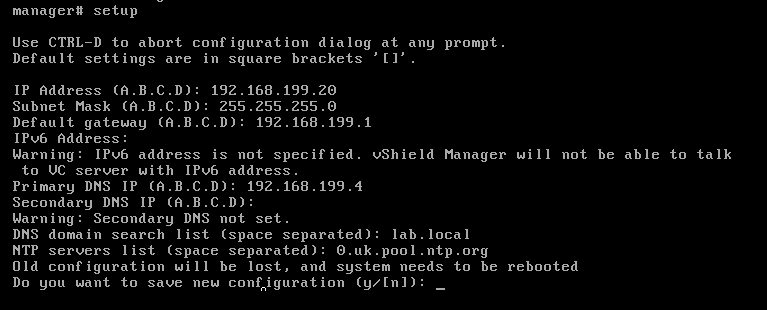 manager# setup
Use CTRL-D to abort configuration dialog at any prompt.
Default settings are in square brackets '[]'.
IP Address (A.B.C.D): 192.168.199.20
Subnet Mask (A.B.C.D): 255.255.255.0
Default gateway (A.B.C.D): 192.168.199.1
IPv6 Address:
Warning: IPv6 address is not specified. vShield Manager will not be able to talk
 to VC server with IPv6 address.
Primary DNS IP (A.B.C.D): 192.168.199.4
Secondary DNS IP (A.B.C.D):
Warning: Secondary DNS not set.
DNS domain search list (space separated): lab.local
NTP servers list (space separated): 0.uk.pool.ntp.org
Old configuration will be lost, and system needs to be rebooted
Do you want to save new configuration (y/[n]): _